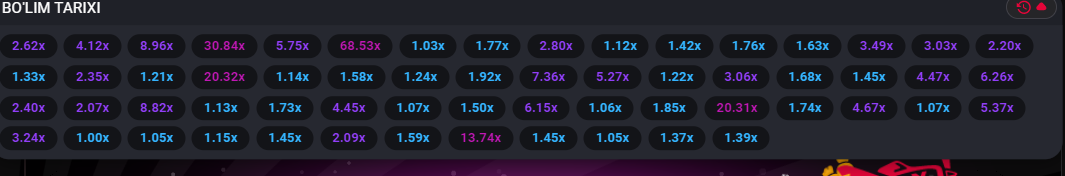 BO'LIM TARIXI
2.62x 4.12x 8.96x 30.84x 5.75x 68.53x 1.03x 1.77x 2.80x 1.12x 1.42x 1.76x 1.63x 3.49x 3.03x 2.20x
1.33x 2.35x 1.21x 20.32x 1.14x 1.58x 1.24x 1.92x 7.36x 5.27x 1.22x 3.06x 1.68x 1.45x 4.47x 6.26x
2.40x 2.07x 8.82x 1.13x 1.73x 4.45x 1.07x 1.50x 6.15x 1.06x 1.85x 20.31x 1.74x 4.67x 1.07x 5.37x
3.24x 1.00x 1.05x 1.15x 1.45x 2.09x 1.59x 13.74x 1.45x 1.05x 1.37x 1.39x